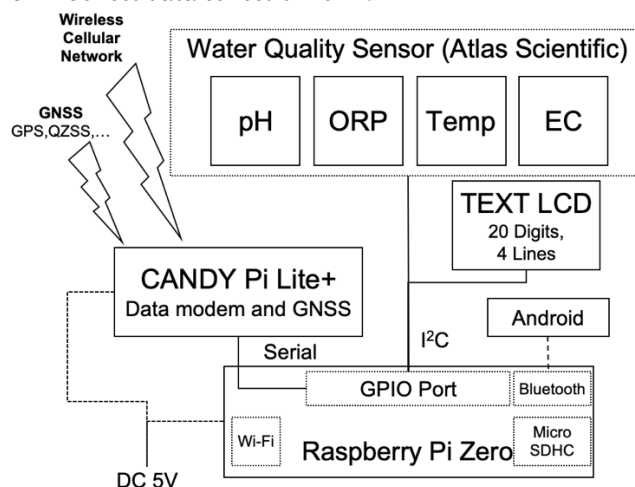 Wireless
Cellular
Network
GNSS
GPS,QZSS,...
Water Quality Sensor (Atlas Scientific)
pH
ORP
Temp
EC
TEXT LCD
20 Digits,
4 Lines
CANDY Pi Lite+
Data modem and GNSS
Android
Serial
I²C
GPIO Port
Bluetooth
Wi-Fi
Raspberry Pi Zero
Micro
SDHC
DC 5V